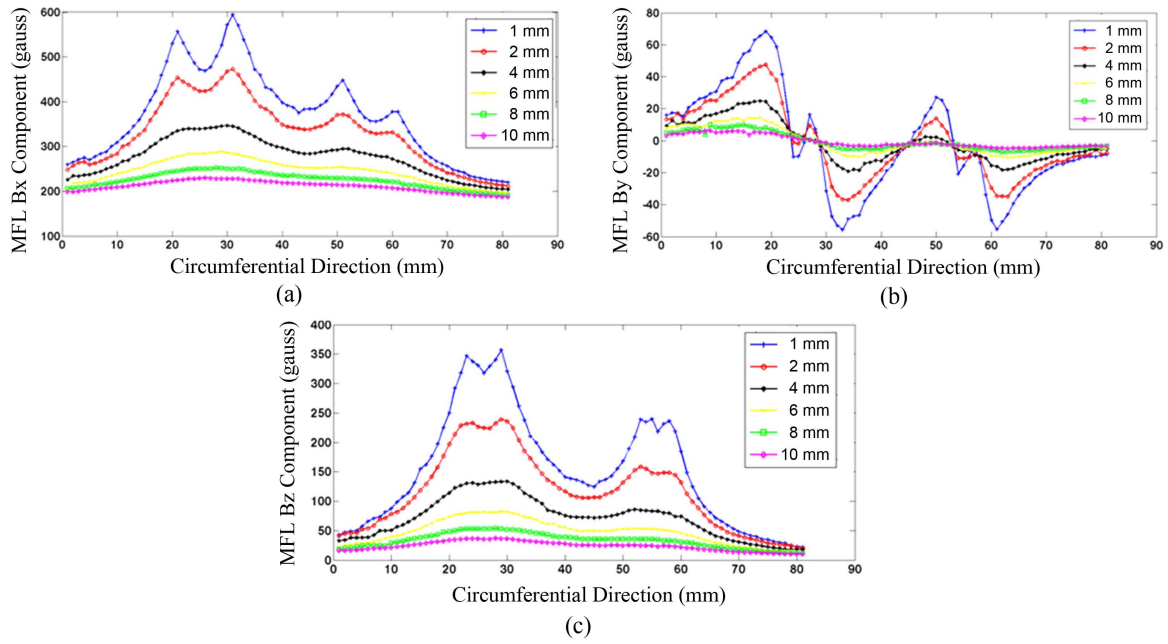 MFL Bx Component (gauss)
600
500
400
300
200
100
0 10 20 30 40 50 60 70 80 90
1 mm
2 mm
4 mm
6 mm
8 mm
10 mm
Circumferential Direction (mm)
(a)
MFL By Component (gauss)
80
60
40
20
0
-20
-40
-60
0 10 20 30 40 50 60 70 80 90
1 mm
2 mm
4 mm
6 mm
8 mm
10 mm
Circumferential Direction (mm)
(b)
MFL Bz Component (gauss)
400
350
300
250
200
150
100
50
0
0 10 20 30 40 50 60 70 80 90
1 mm
2 mm
4 mm
6 mm
8 mm
10 mm
Circumferential Direction (mm)
(c)